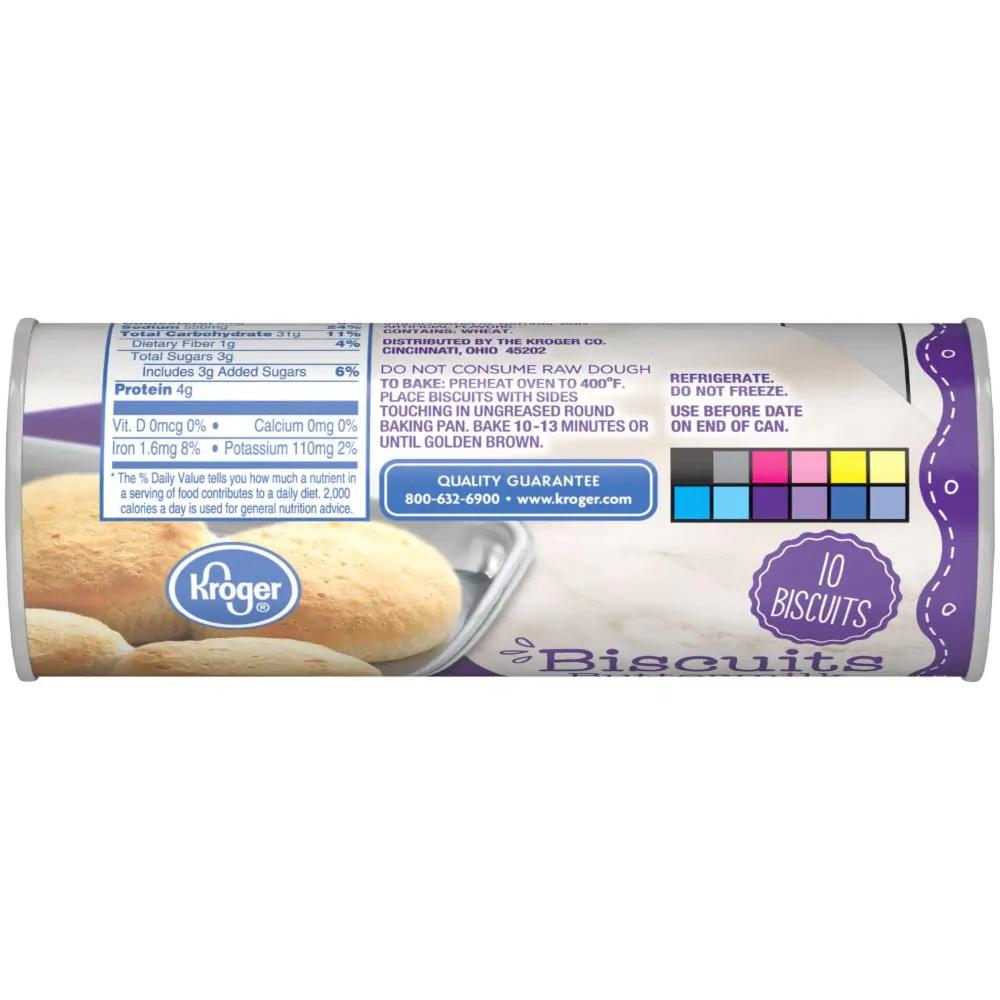 Sodium 550mg 24%
Total Carbohydrate 31g 11%
Dietary Fiber 1g 4%
Total Sugars 3g
Includes 3g Added Sugars 6%
Protein 4g
Vit. D 0mcg 0% • Calcium 0mg 0%
Iron 1.6mg 8% • Potassium 110mg 2%
* The % Daily Value tells you how much a nutrient in
a serving of food contributes to a daily diet. 2,000
calories a day is used for general nutrition advice.
ARTIFICIAL FLAVORS.
CONTAINS: WHEAT.
DISTRIBUTED BY THE KROGER CO.
CINCINNATI, OHIO 45202
DO NOT CONSUME RAW DOUGH
TO BAKE: PREHEAT OVEN TO 400°F.
PLACE BISCUITS WITH SIDES
TOUCHING IN UNGREASED ROUND
BAKING PAN. BAKE 10-13 MINUTES OR
UNTIL GOLDEN BROWN.
QUALITY GUARANTEE
800-632-6900 • www.kroger.com
REFRIGERATE.
DO NOT FREEZE.
USE BEFORE DATE
ON END OF CAN.
Kroger®
10
BISCUITS
Biscuits
Buttermilk